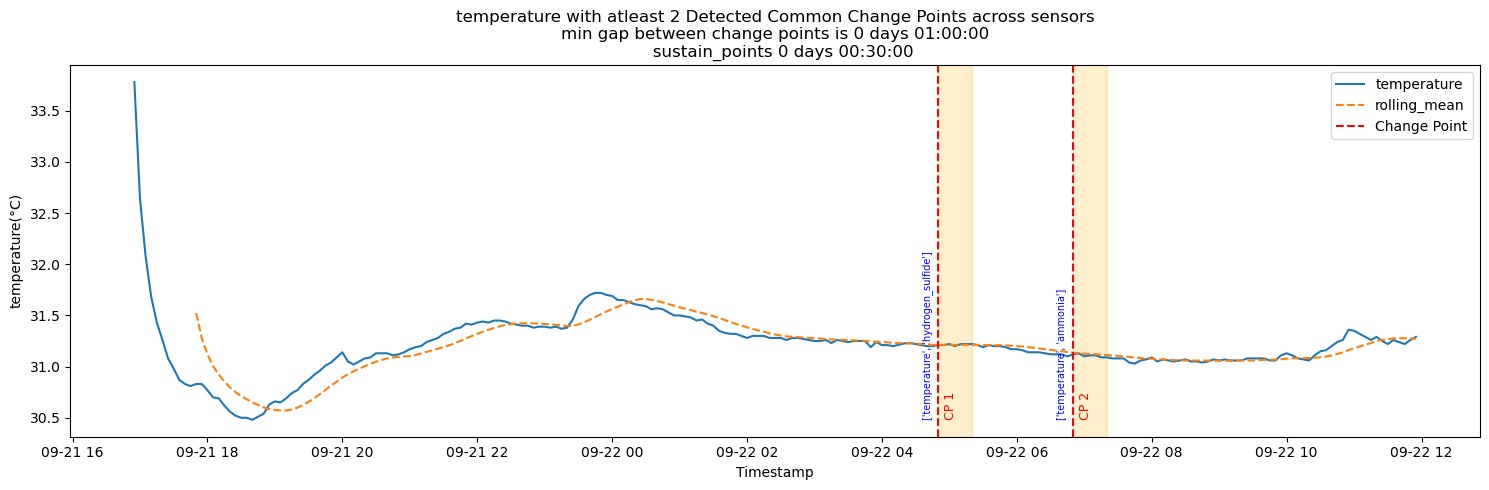 temperature with atleast 2 Detected Common Change Points across sensors
min gap between change points is 0 days 01:00:00
sustain_points 0 days 00:30:00
temperature
rolling_mean
Change Point
temperature(°C)
33.5
33.0
32.5
32.0
31.5
31.0
30.5
['temperature', 'hydrogen_sulfide']
CP 1
['temperature', 'ammonia']
CP 2
09-21 16
09-21 18
09-21 20
09-21 22
09-22 00
09-22 02
09-22 04
09-22 06
09-22 08
09-22 10
09-22 12
Timestamp